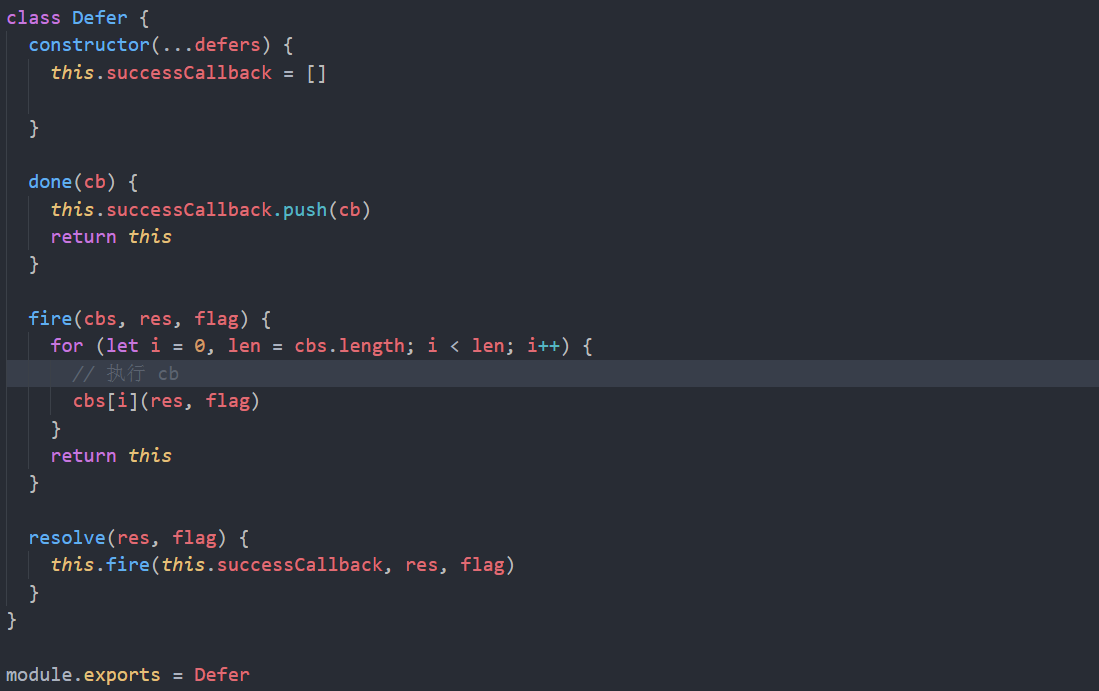 class Defer {
  constructor(...defers) {
    this.successCallback = []

  }

  done(cb) {
    this.successCallback.push(cb)
    return this
  }

  fire(cbs, res, flag) {
    for (let i = 0, len = cbs.length; i < len; i++) {
      // 执行 cb
      cbs[i](res, flag)
    }
    return this
  }

  resolve(res, flag) {
    this.fire(this.successCallback, res, flag)
  }
}

module.exports = Defer